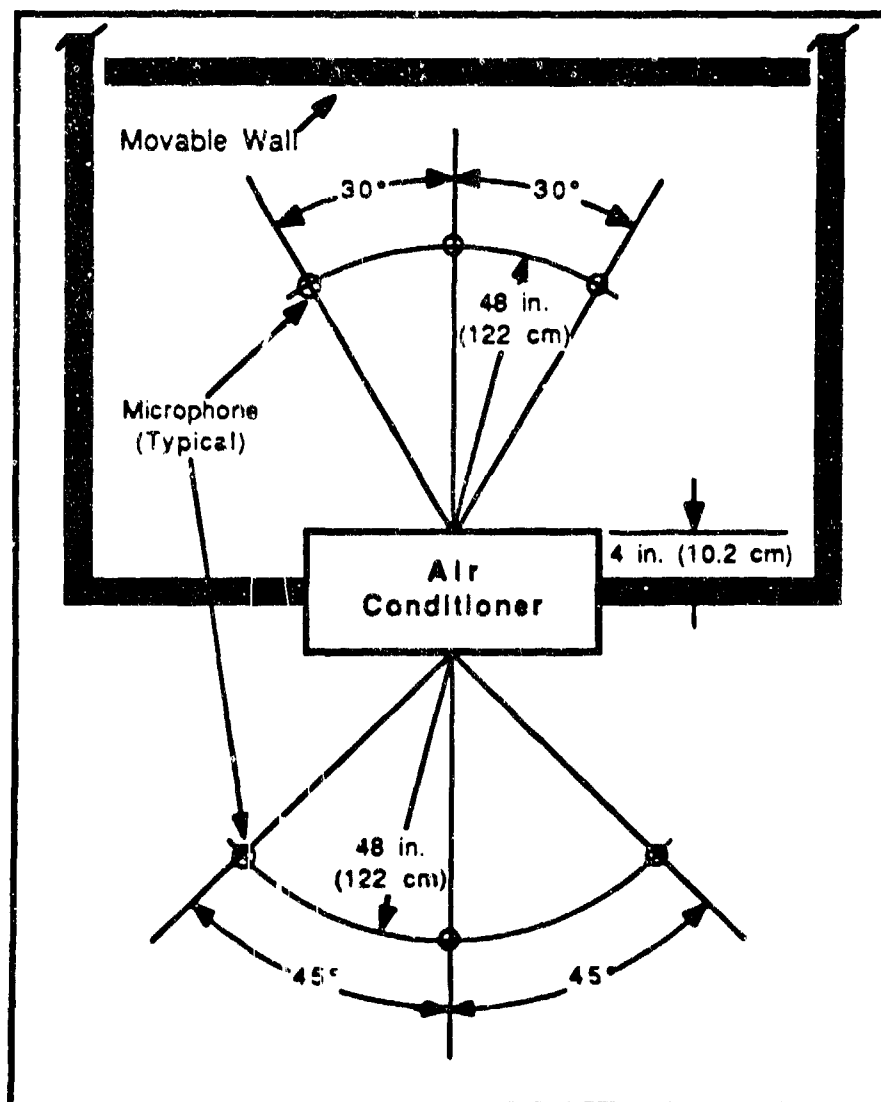 Movable Wall
30°
30°
48 in.
(122 cm)
Microphone
(Typical)
4 in. (10.2 cm)
Air
Conditioner
48 in.
(122 cm)
45°
45°